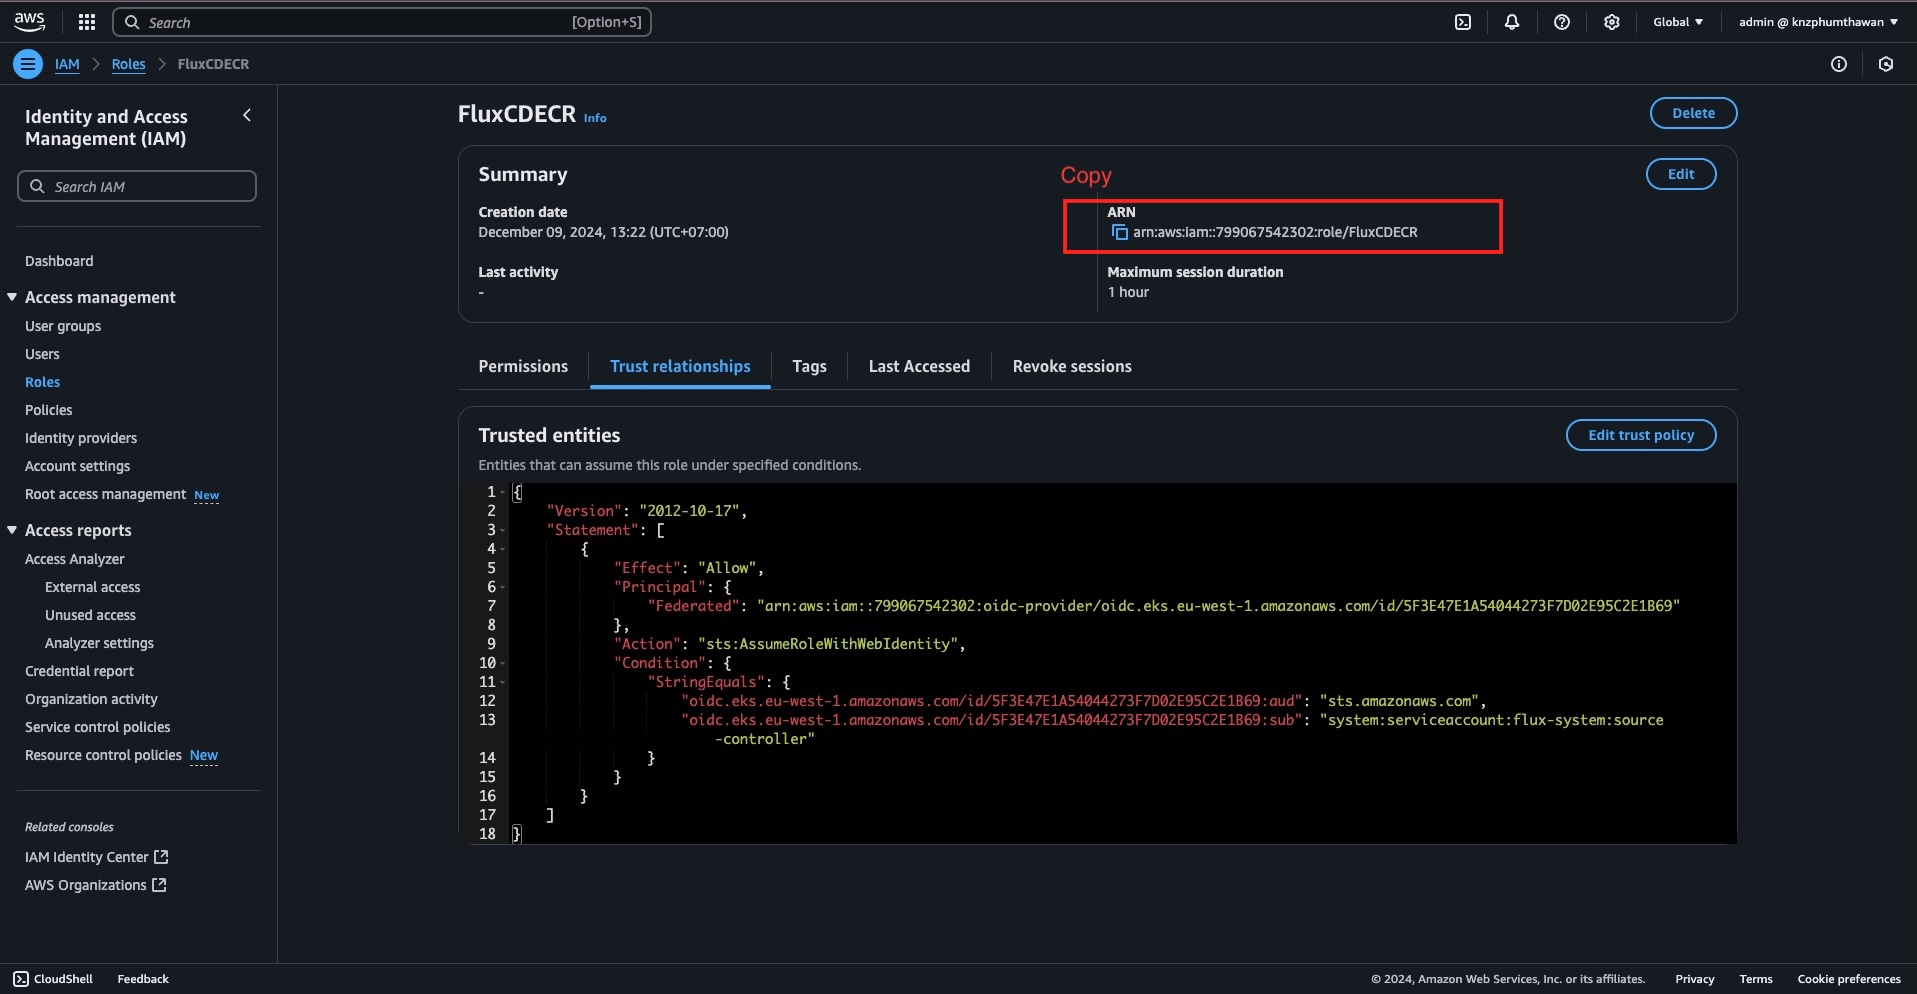 aws
Search
[Option+S]
Global
admin @ knzphumthawan
IAM
Roles
FluxCDECR
Identity and Access
Management (IAM)
Search IAM
Dashboard
Access management
User groups
Users
Roles
Policies
Identity providers
Account settings
Root access management New
Access reports
Access Analyzer
External access
Unused access
Analyzer settings
Credential report
Organization activity
Service control policies
Resource control policies New
Related consoles
IAM Identity Center
AWS Organizations
FluxCDECR Info
Delete
Summary
Copy
Edit
Creation date
December 09, 2024, 13:22 (UTC+07:00)
ARN
arn:aws:iam::799067542302:role/FluxCDECR
Last activity
-
Maximum session duration
1 hour
Permissions
Trust relationships
Tags
Last Accessed
Revoke sessions
Trusted entities
Edit trust policy
Entities that can assume this role under specified conditions.
1 {
2 "Version": "2012-10-17",
3 "Statement": [
4 {
5 "Effect": "Allow",
6 "Principal": {
7 "Federated": "arn:aws:iam::799067542302:oidc-provider/oidc.eks.eu-west-1.amazonaws.com/id/5F3E47E1A54044273F7D02E95C2E1B69"
8 },
9 "Action": "sts:AssumeRoleWithWebIdentity",
10 "Condition": {
11 "StringEquals": {
12 "oidc.eks.eu-west-1.amazonaws.com/id/5F3E47E1A54044273F7D02E95C2E1B69:aud": "sts.amazonaws.com",
13 "oidc.eks.eu-west-1.amazonaws.com/id/5F3E47E1A54044273F7D02E95C2E1B69:sub": "system:serviceaccount:flux-system:source
-controller"
14 }
15 }
16 }
17 ]
18 }
CloudShell
Feedback
© 2024, Amazon Web Services, Inc. or its affiliates.
Privacy
Terms
Cookie preferences